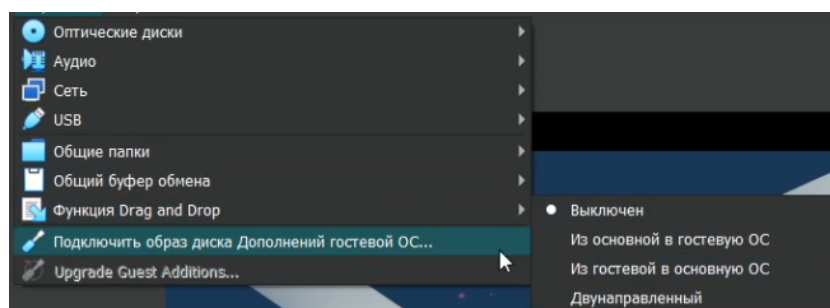 Оптические диски
Аудио
Сеть
USB
Общие папки
Общий буфер обмена
Функция Drag and Drop
Подключить образ диска Дополнений гостевой ОС...
Upgrade Guest Additions...
Выключен
Из основной в гостевую ОС
Из гостевой в основную ОС
Двунаправленный